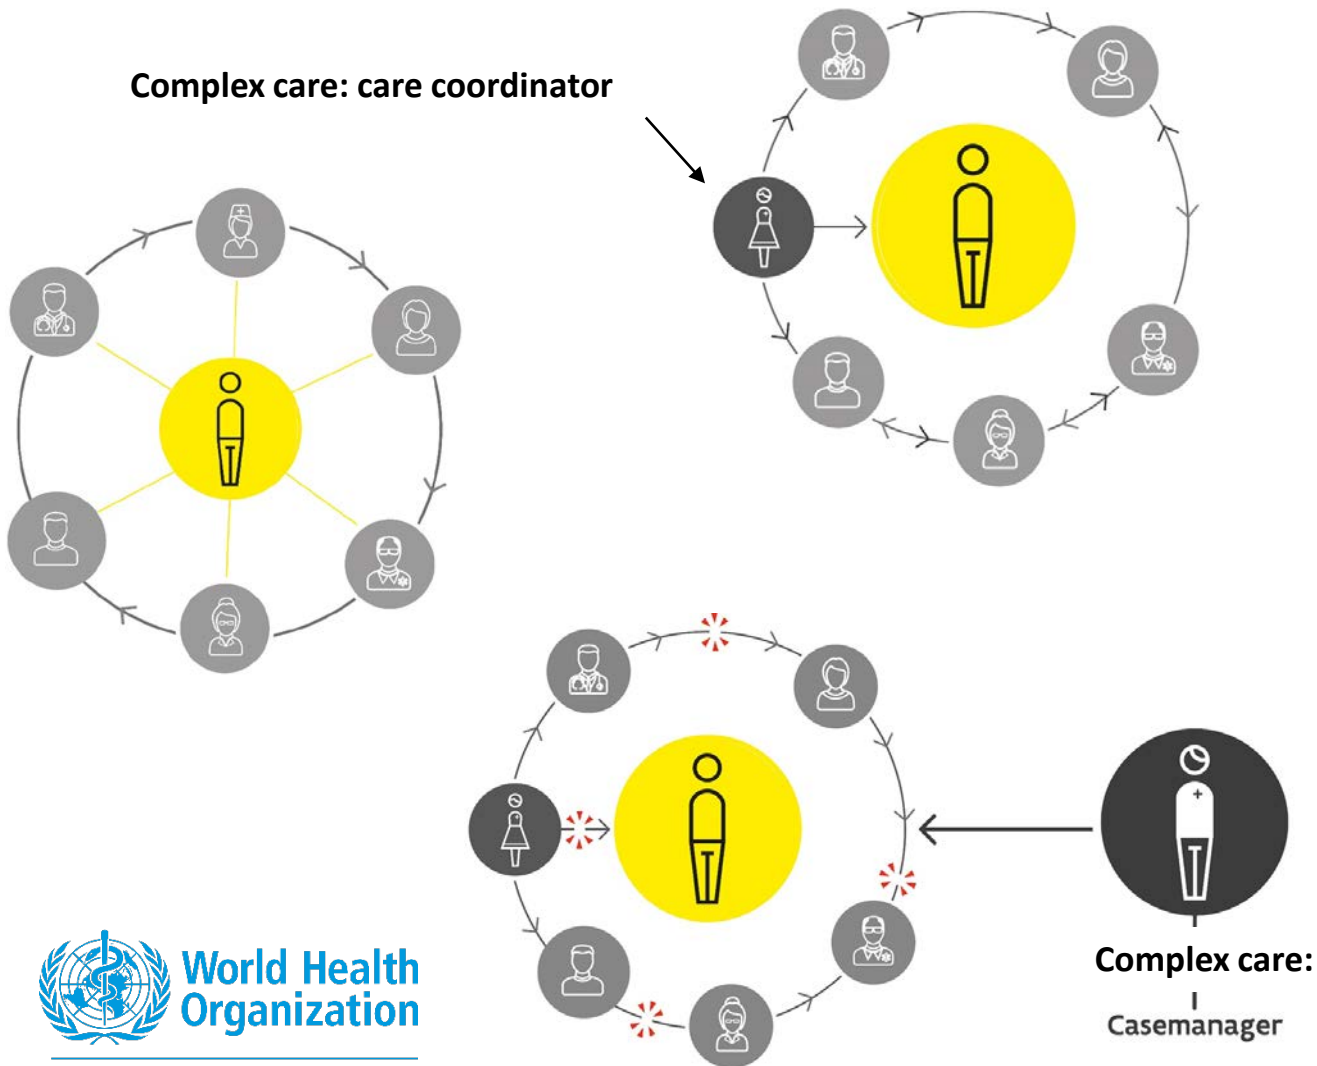 Complex care: care coordinator
World Health
Organization
Complex care:
Casemanager